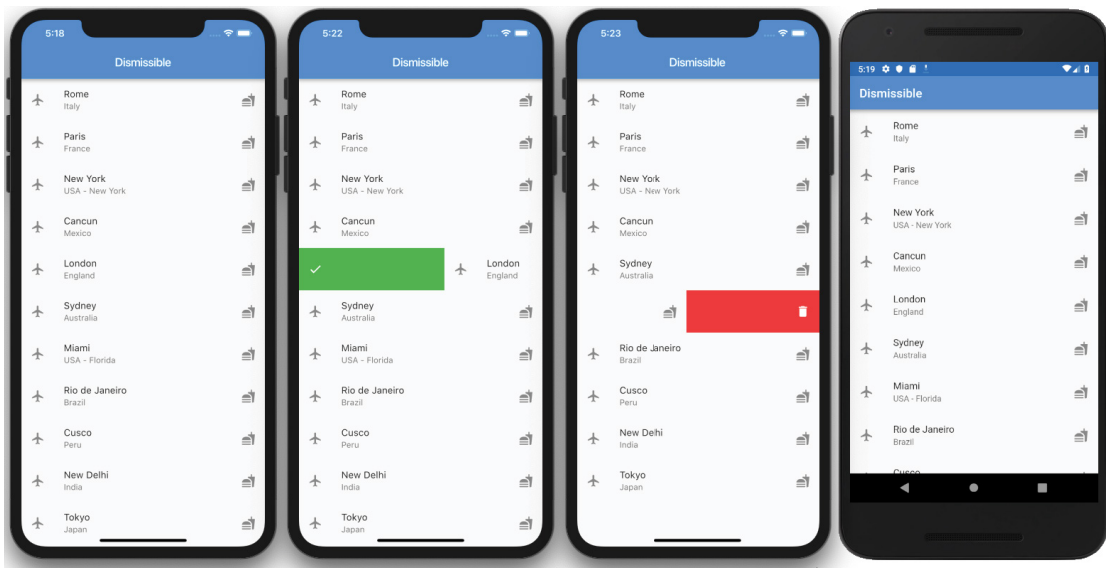 5:18
Dismissible
Rome
Italy
Paris
France
New York
USA - New York
Cancun
Mexico
London
England
Sydney
Australia
Miami
USA - Florida
Rio de Janeiro
Brazil
Cusco
Peru
New Delhi
India
Tokyo
Japan
5:22
Dismissible
Rome
Italy
Paris
France
New York
USA - New York
Cancun
Mexico
London
England
Sydney
Australia
Miami
USA - Florida
Rio de Janeiro
Brazil
Cusco
Peru
New Delhi
India
Tokyo
Japan
5:23
Dismissible
Rome
Italy
Paris
France
New York
USA - New York
Cancun
Mexico
Sydney
Australia
Rio de Janeiro
Brazil
Cusco
Peru
New Dehi
India
Tokyo
Japan
5:19
Dismissible
Rome
Italy
Paris
France
New York
USA - New York
Cancun
Mexico
London
England
Sydney
Australia
Miami
USA - Florida
Rio de Janeiro
Brazil
Cusco